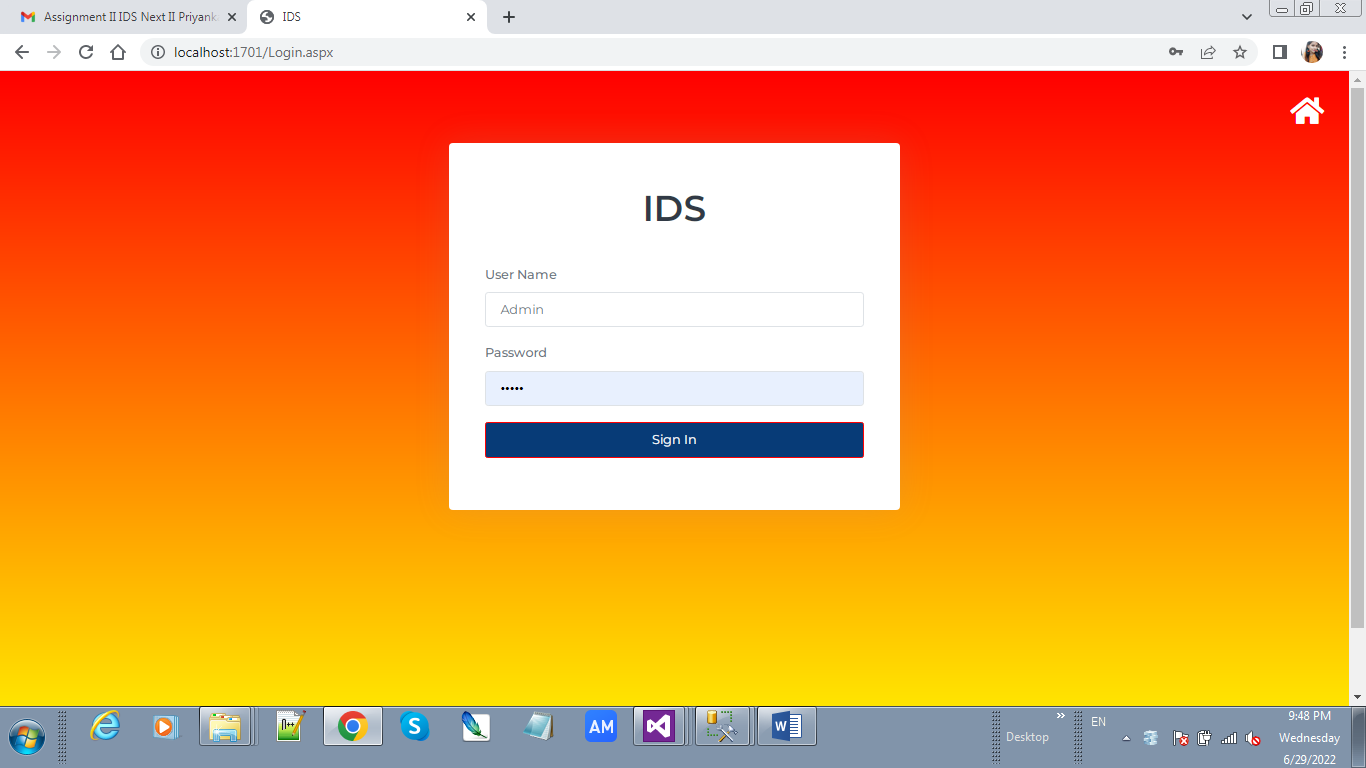 Assignment II IDS Next II Priyank
IDS
localhost:1701/Login.aspx
IDS
User Name
Admin
Password
•••••
Sign In
AM
Desktop
EN
9:48 PM
Wednesday
6/29/2022